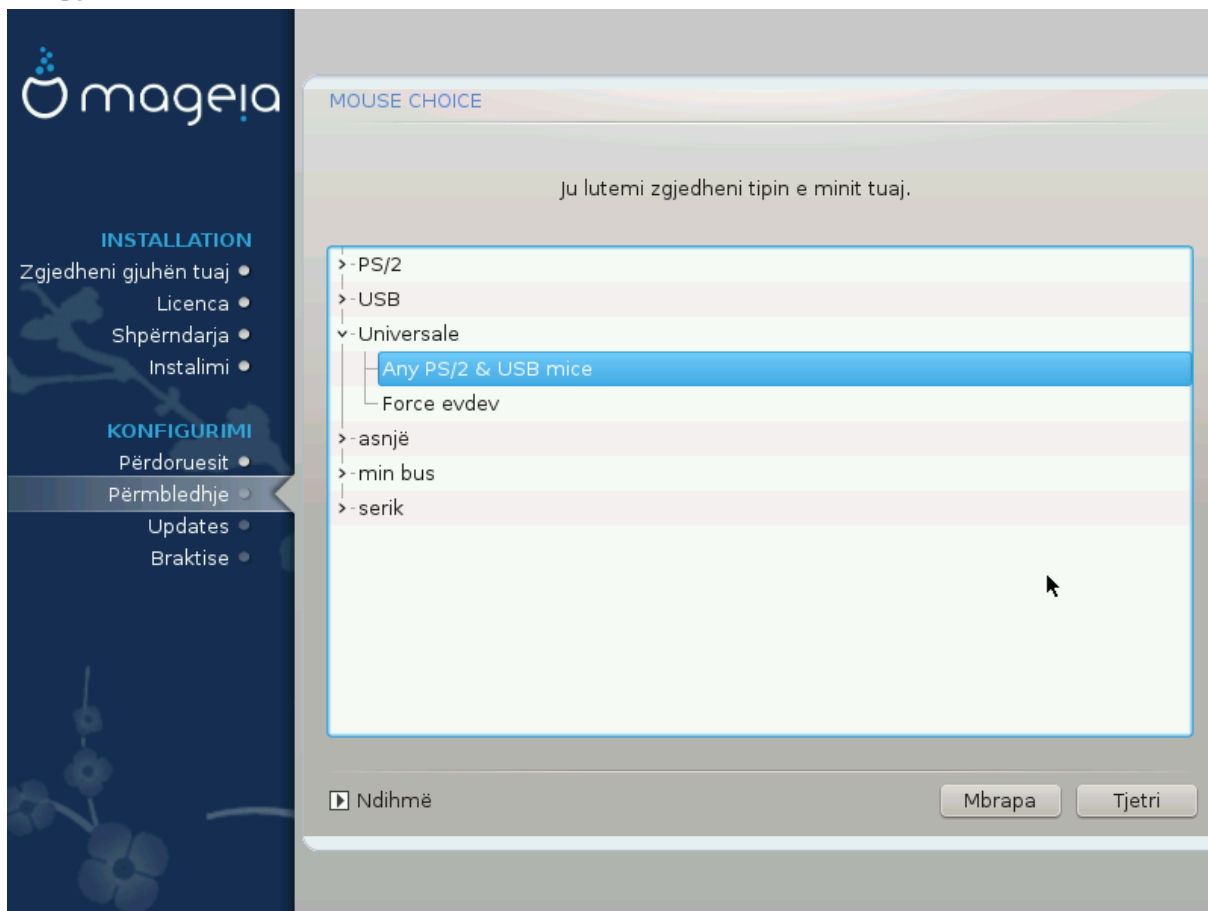 mageia
INSTALLATION
Zgjedheni gjuhën tuaj
Licenca
Shpërndarja
Instalimi
KONFIGURIMI
Përdoruesit
Përmbledhje
Updates
Braktise
MOUSE CHOICE
Ju lutemi zgjedheni tipin e minit tuaj.
PS/2
USB
Universale
Any PS/2 & USB mice
Force evdev
asnjë
min bus
serik
Ndihmë
Mbrapa
Tjetri